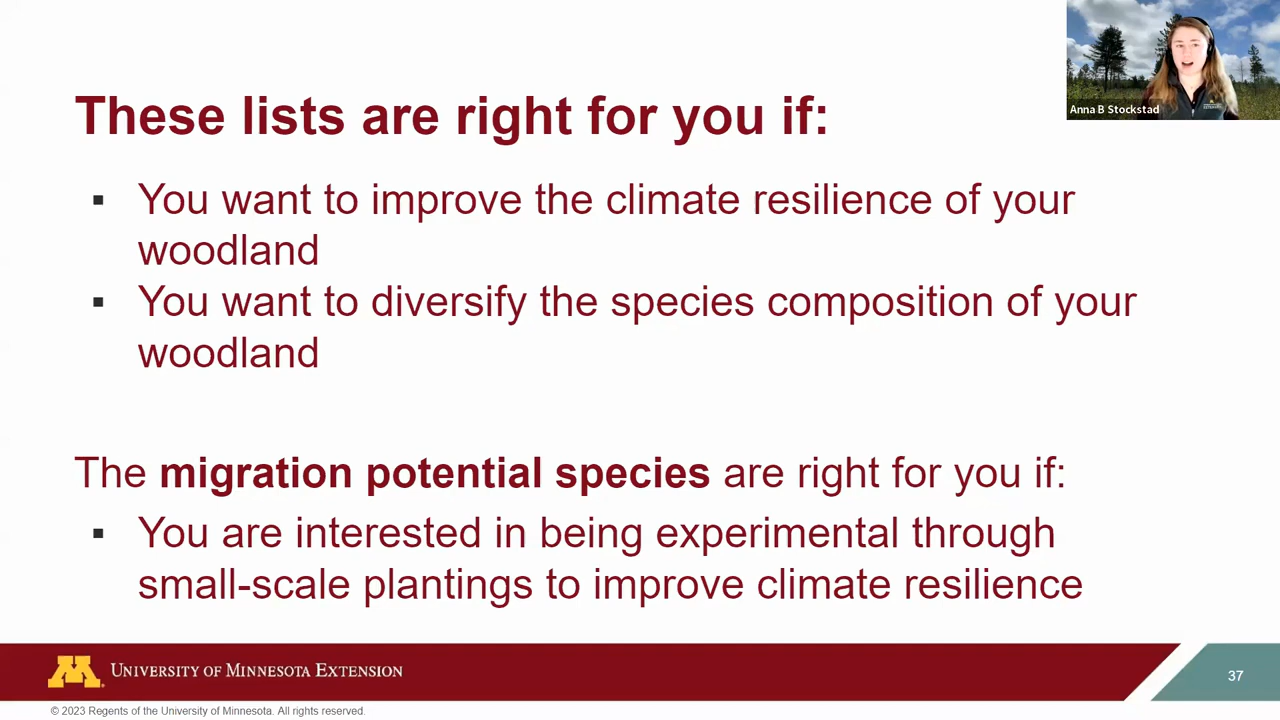 Anna B Stockstad
These lists are right for you if:
▪ You want to improve the climate resilience of your
woodland
▪ You want to diversify the species composition of your
woodland
The migration potential species are right for you if:
▪ You are interested in being experimental through
small-scale plantings to improve climate resilience
M
UNIVERSITY OF MINNESOTA EXTENSION
37
© 2023 Regents of the University of Minnesota. All rights reserved.